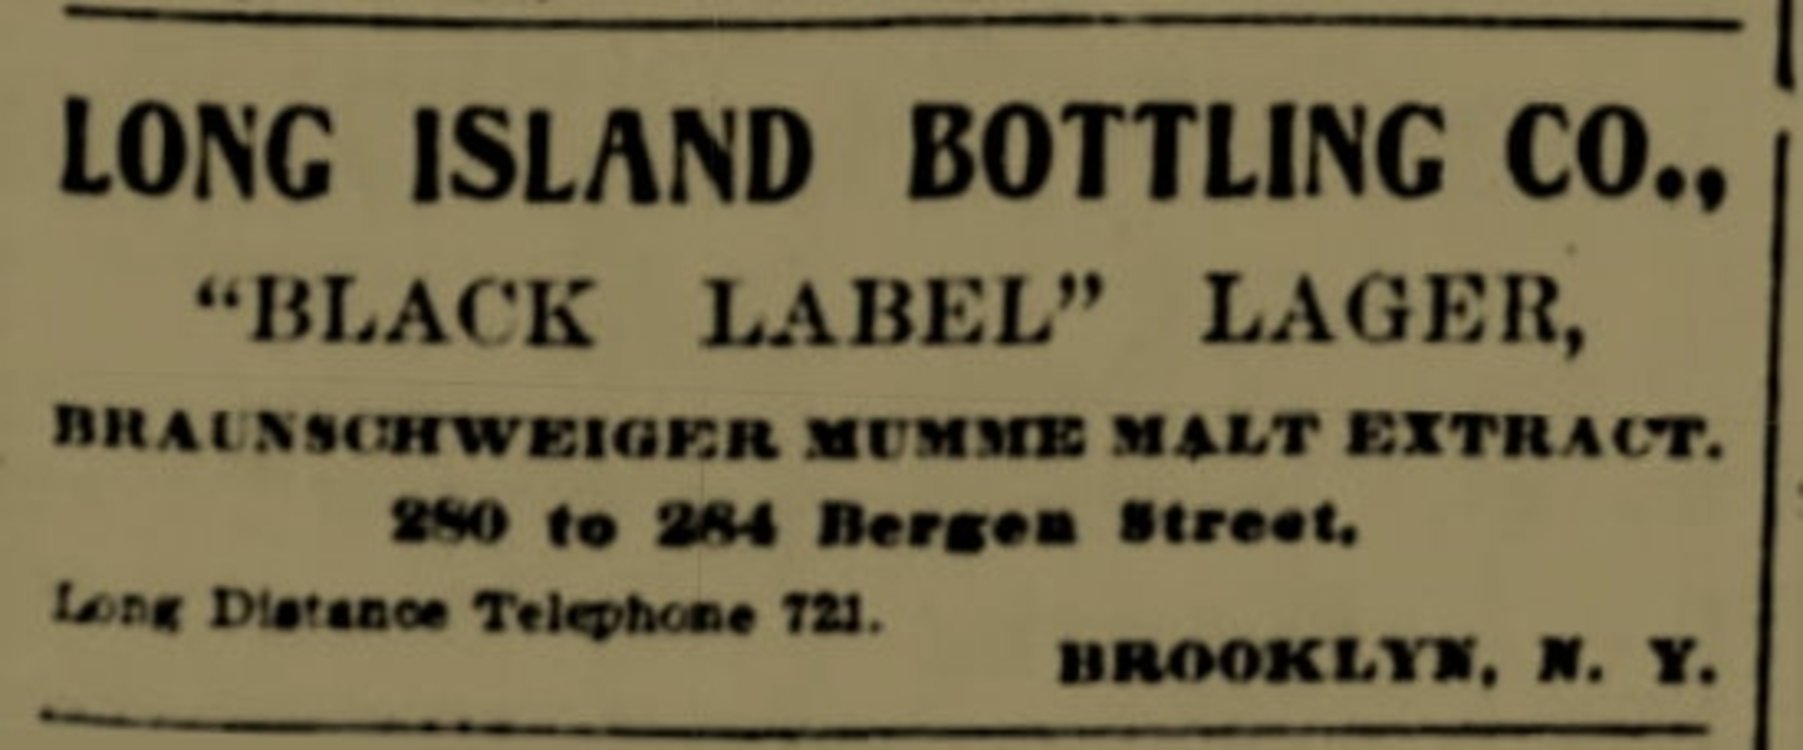 LONG ISLAND BOTTLING CO.,
"BLACK LABEL" LAGER,
BRAUNSCHWEIGER MUMME MALT EXTRACT.
280 to 284 Bergen Street,
Long Distance Telephone 721.
BROOKLYN, N. Y.